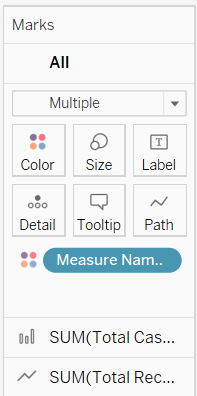 Marks
All
Multiple
Color Size Label
T
Detail Tooltip Path
Measure Nam..
SUM(Total Cas...
SUM(Total Rec...